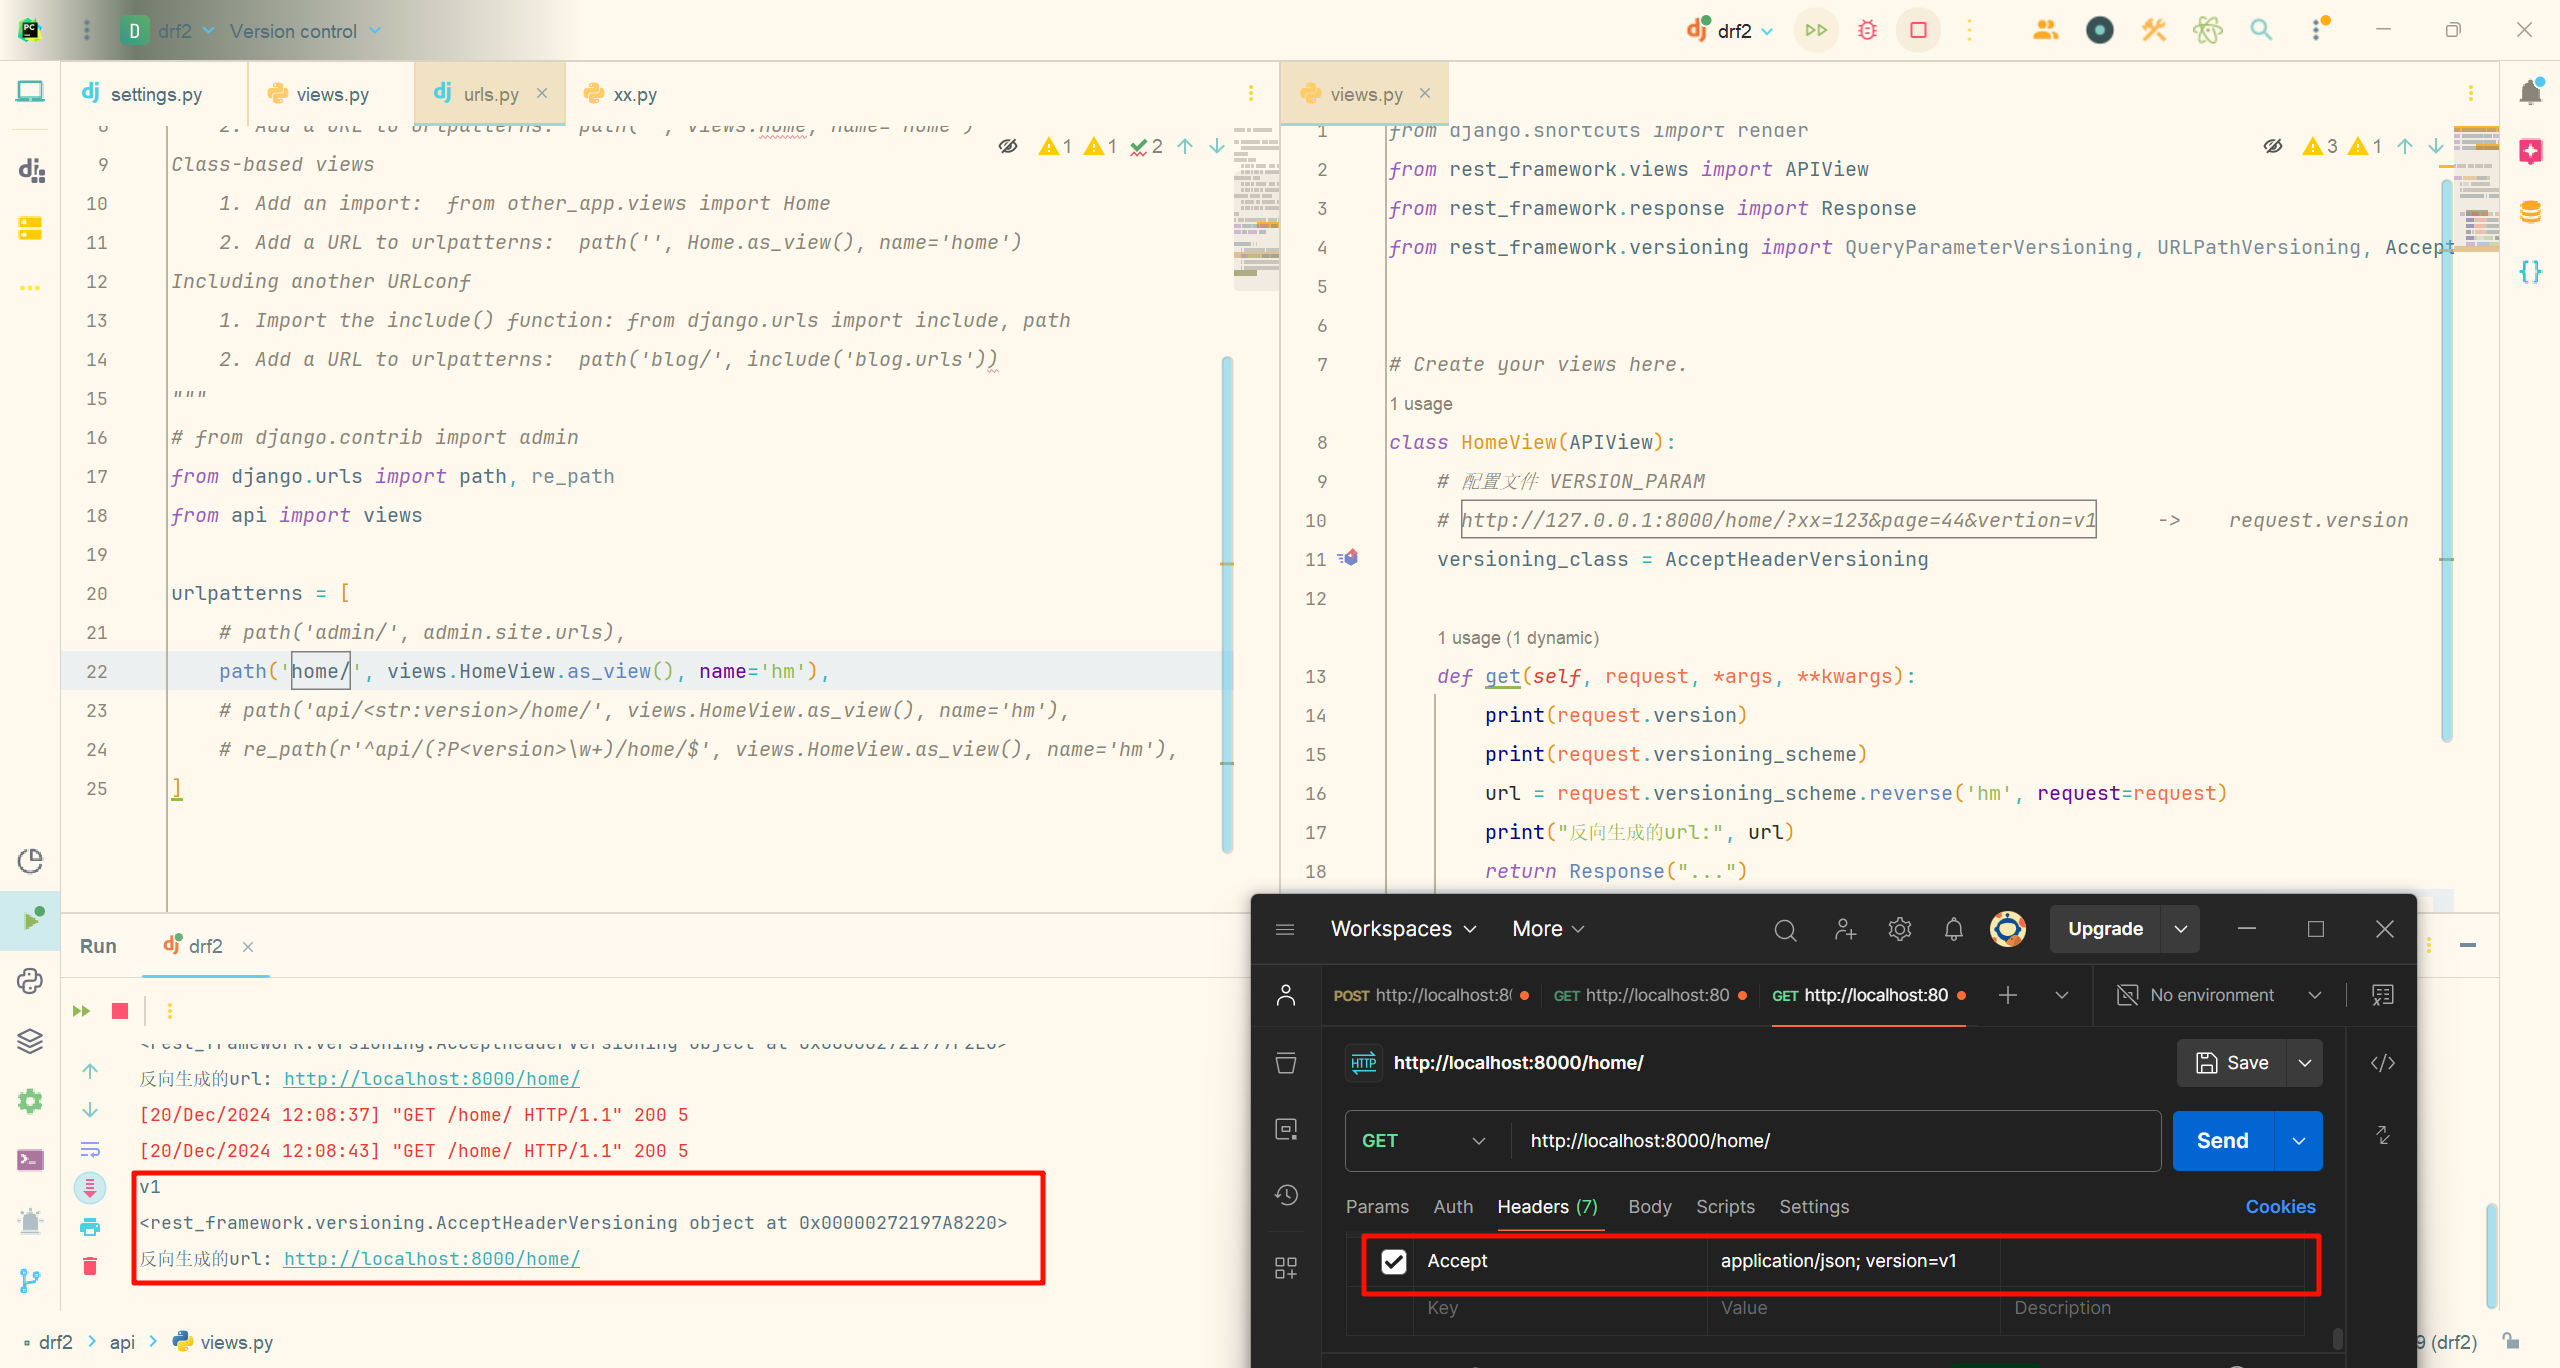 D drf2 Version control
drf2
settings.py views.py urls.py xx.py
2. Add a URL to urlpatterns:  path('', views.home, name='home')
1 1 2
9 Class-based views
10 1. Add an import:  from other_app.views import Home
11 2. Add a URL to urlpatterns:  path('', Home.as_view(), name='home')
12 Including another URLconf
13 1. Import the include() function: from django.urls import include, path
14 2. Add a URL to urlpatterns:  path('blog/', include('blog.urls'))
15 """
16 # from django.contrib import admin
17 from django.urls import path, re_path
18 from api import views
19
20 urlpatterns = [
21 # path('admin/', admin.site.urls),
22 path('home/', views.HomeView.as_view(), name='hm'),
23 # path('api/<str:version>/home/', views.HomeView.as_view(), name='hm'),
24 # re_path(r'^api/(?P<version>\w+)/home/$', views.HomeView.as_view(), name='hm'),
25 ]
views.py
3 1
1 from django.shortcuts import render
2 from rest_framework.views import APIView
3 from rest_framework.response import Response
4 from rest_framework.versioning import QueryParameterVersioning, URLPathVersioning, Accept
5
6
7 # Create your views here.
1 usage
8 class HomeView(APIView):
9 # 配置文件 VERSION_PARAM
10 # http://127.0.0.1:8000/home/?xx=123&page=44&vertion=v1 -> request.version
11 versioning_class = AcceptHeaderVersioning
12
1 usage (1 dynamic)
13 def get(self, request, *args, **kwargs):
14 print(request.version)
15 print(request.versioning_scheme)
16 url = request.versioning_scheme.reverse('hm', request=request)
17 print("反向生成的url:", url)
18 return Response("...")
Run drf2
<rest_framework.versioning.AcceptHeaderVersioning object at
反向生成的url: http://localhost:8000/home/
[20/Dec/2024 12:08:37] "GET /home/ HTTP/1.1" 200 5
[20/Dec/2024 12:08:43] "GET /home/ HTTP/1.1" 200 5
v1
<rest_framework.versioning.AcceptHeaderVersioning object at 0x00000272197A8220>
反向生成的url: http://localhost:8000/home/
drf2 api views.py
Workspaces More Upgrade
POST http://localhost:8 GET http://localhost:80 GET http://localhost:80 No environment
HTTP http://localhost:8000/home/ Save
GET http://localhost:8000/home/ Send
Params Auth Headers (7) Body Scripts Settings Cookies
Accept application/json; version=v1
Key Value Description
9 (drf2)